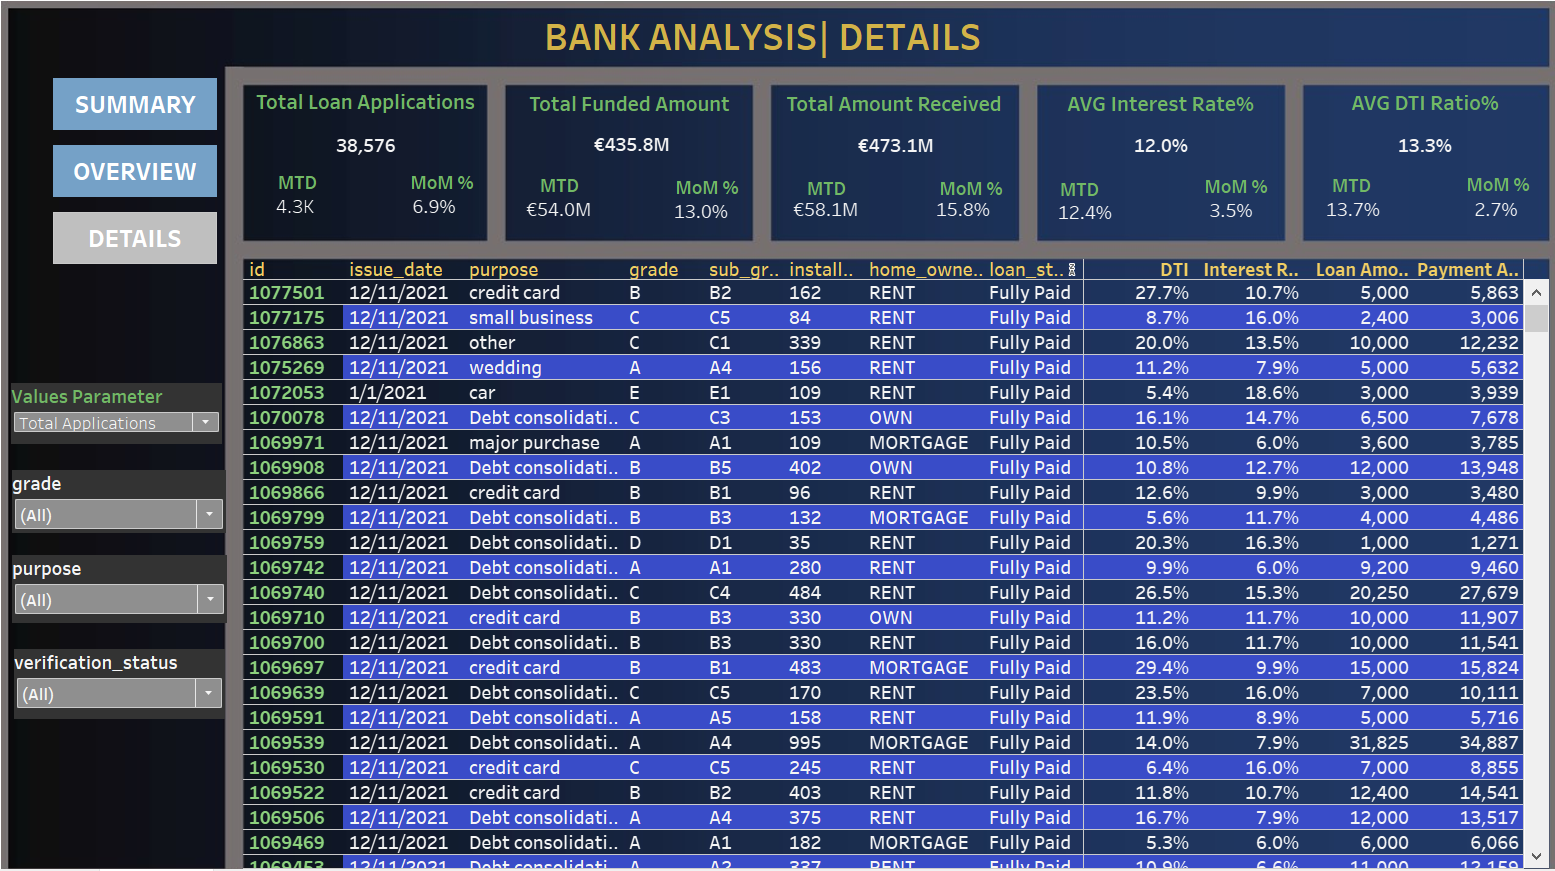 BANK ANALYSIS| DETAILS
SUMMARY
OVERVIEW
DETAILS
Total Loan Applications
38,576
MTD MoM %
4.3K 6.9%
Total Funded Amount
€435.8M
MTD MoM %
€54.0M 13.0%
Total Amount Received
€473.1M
MTD MoM %
€58.1M 15.8%
AVG Interest Rate%
12.0%
MTD MoM %
12.4% 3.5%
AVG DTI Ratio%
13.3%
MTD MoM %
13.7% 2.7%
Values Parameter
Total Applications
grade
(All)
purpose
(All)
verification_status
(All)
id issue_date purpose grade sub_gr.. install.. home_owne.. loan_st.. DTI Interest R.. Loan Amo.. Payment A..
1077501 12/11/2021 credit card B B2 162 RENT Fully Paid 27.7% 10.7% 5,000 5,863
1077175 12/11/2021 small business C C5 84 RENT Fully Paid 8.7% 16.0% 2,400 3,006
1076863 12/11/2021 other C C1 339 RENT Fully Paid 20.0% 13.5% 10,000 12,232
1075269 12/11/2021 wedding A A4 156 RENT Fully Paid 11.2% 7.9% 5,000 5,632
1072053 1/1/2021 car E E1 109 RENT Fully Paid 5.4% 18.6% 3,000 3,939
1070078 12/11/2021 Debt consolidati.. C C3 153 OWN Fully Paid 16.1% 14.7% 6,500 7,678
1069971 12/11/2021 major purchase A A1 109 MORTGAGE Fully Paid 10.5% 6.0% 3,600 3,785
1069908 12/11/2021 Debt consolidati.. B B5 402 OWN Fully Paid 10.8% 12.7% 12,000 13,948
1069866 12/11/2021 credit card B B1 96 RENT Fully Paid 12.6% 9.9% 3,000 3,480
1069799 12/11/2021 Debt consolidati.. B B3 132 MORTGAGE Fully Paid 5.6% 11.7% 4,000 4,486
1069759 12/11/2021 Debt consolidati.. D D1 35 RENT Fully Paid 20.3% 16.3% 1,000 1,271
1069742 12/11/2021 Debt consolidati.. A A1 280 RENT Fully Paid 9.9% 6.0% 9,200 9,460
1069740 12/11/2021 Debt consolidati.. C C4 484 RENT Fully Paid 26.5% 15.3% 20,250 27,679
1069710 12/11/2021 credit card B B3 330 OWN Fully Paid 11.2% 11.7% 10,000 11,907
1069700 12/11/2021 Debt consolidati.. B B3 330 RENT Fully Paid 16.0% 11.7% 10,000 11,541
1069697 12/11/2021 credit card B B1 483 MORTGAGE Fully Paid 29.4% 9.9% 15,000 15,824
1069639 12/11/2021 Debt consolidati.. C C5 170 RENT Fully Paid 23.5% 16.0% 7,000 10,111
1069591 12/11/2021 Debt consolidati.. A A5 158 RENT Fully Paid 11.9% 8.9% 5,000 5,716
1069539 12/11/2021 Debt consolidati.. A A4 995 MORTGAGE Fully Paid 14.0% 7.9% 31,825 34,887
1069530 12/11/2021 credit card C C5 245 RENT Fully Paid 6.4% 16.0% 7,000 8,855
1069522 12/11/2021 credit card B B2 403 RENT Fully Paid 11.8% 10.7% 12,400 14,541
1069506 12/11/2021 Debt consolidati.. A A4 375 RENT Fully Paid 16.7% 7.9% 12,000 13,517
1069469 12/11/2021 Debt consolidati.. A A1 182 MORTGAGE Fully Paid 5.3% 6.0% 6,000 6,066
12/11/2021 Debt consolidati.. A RENT Fully Paid